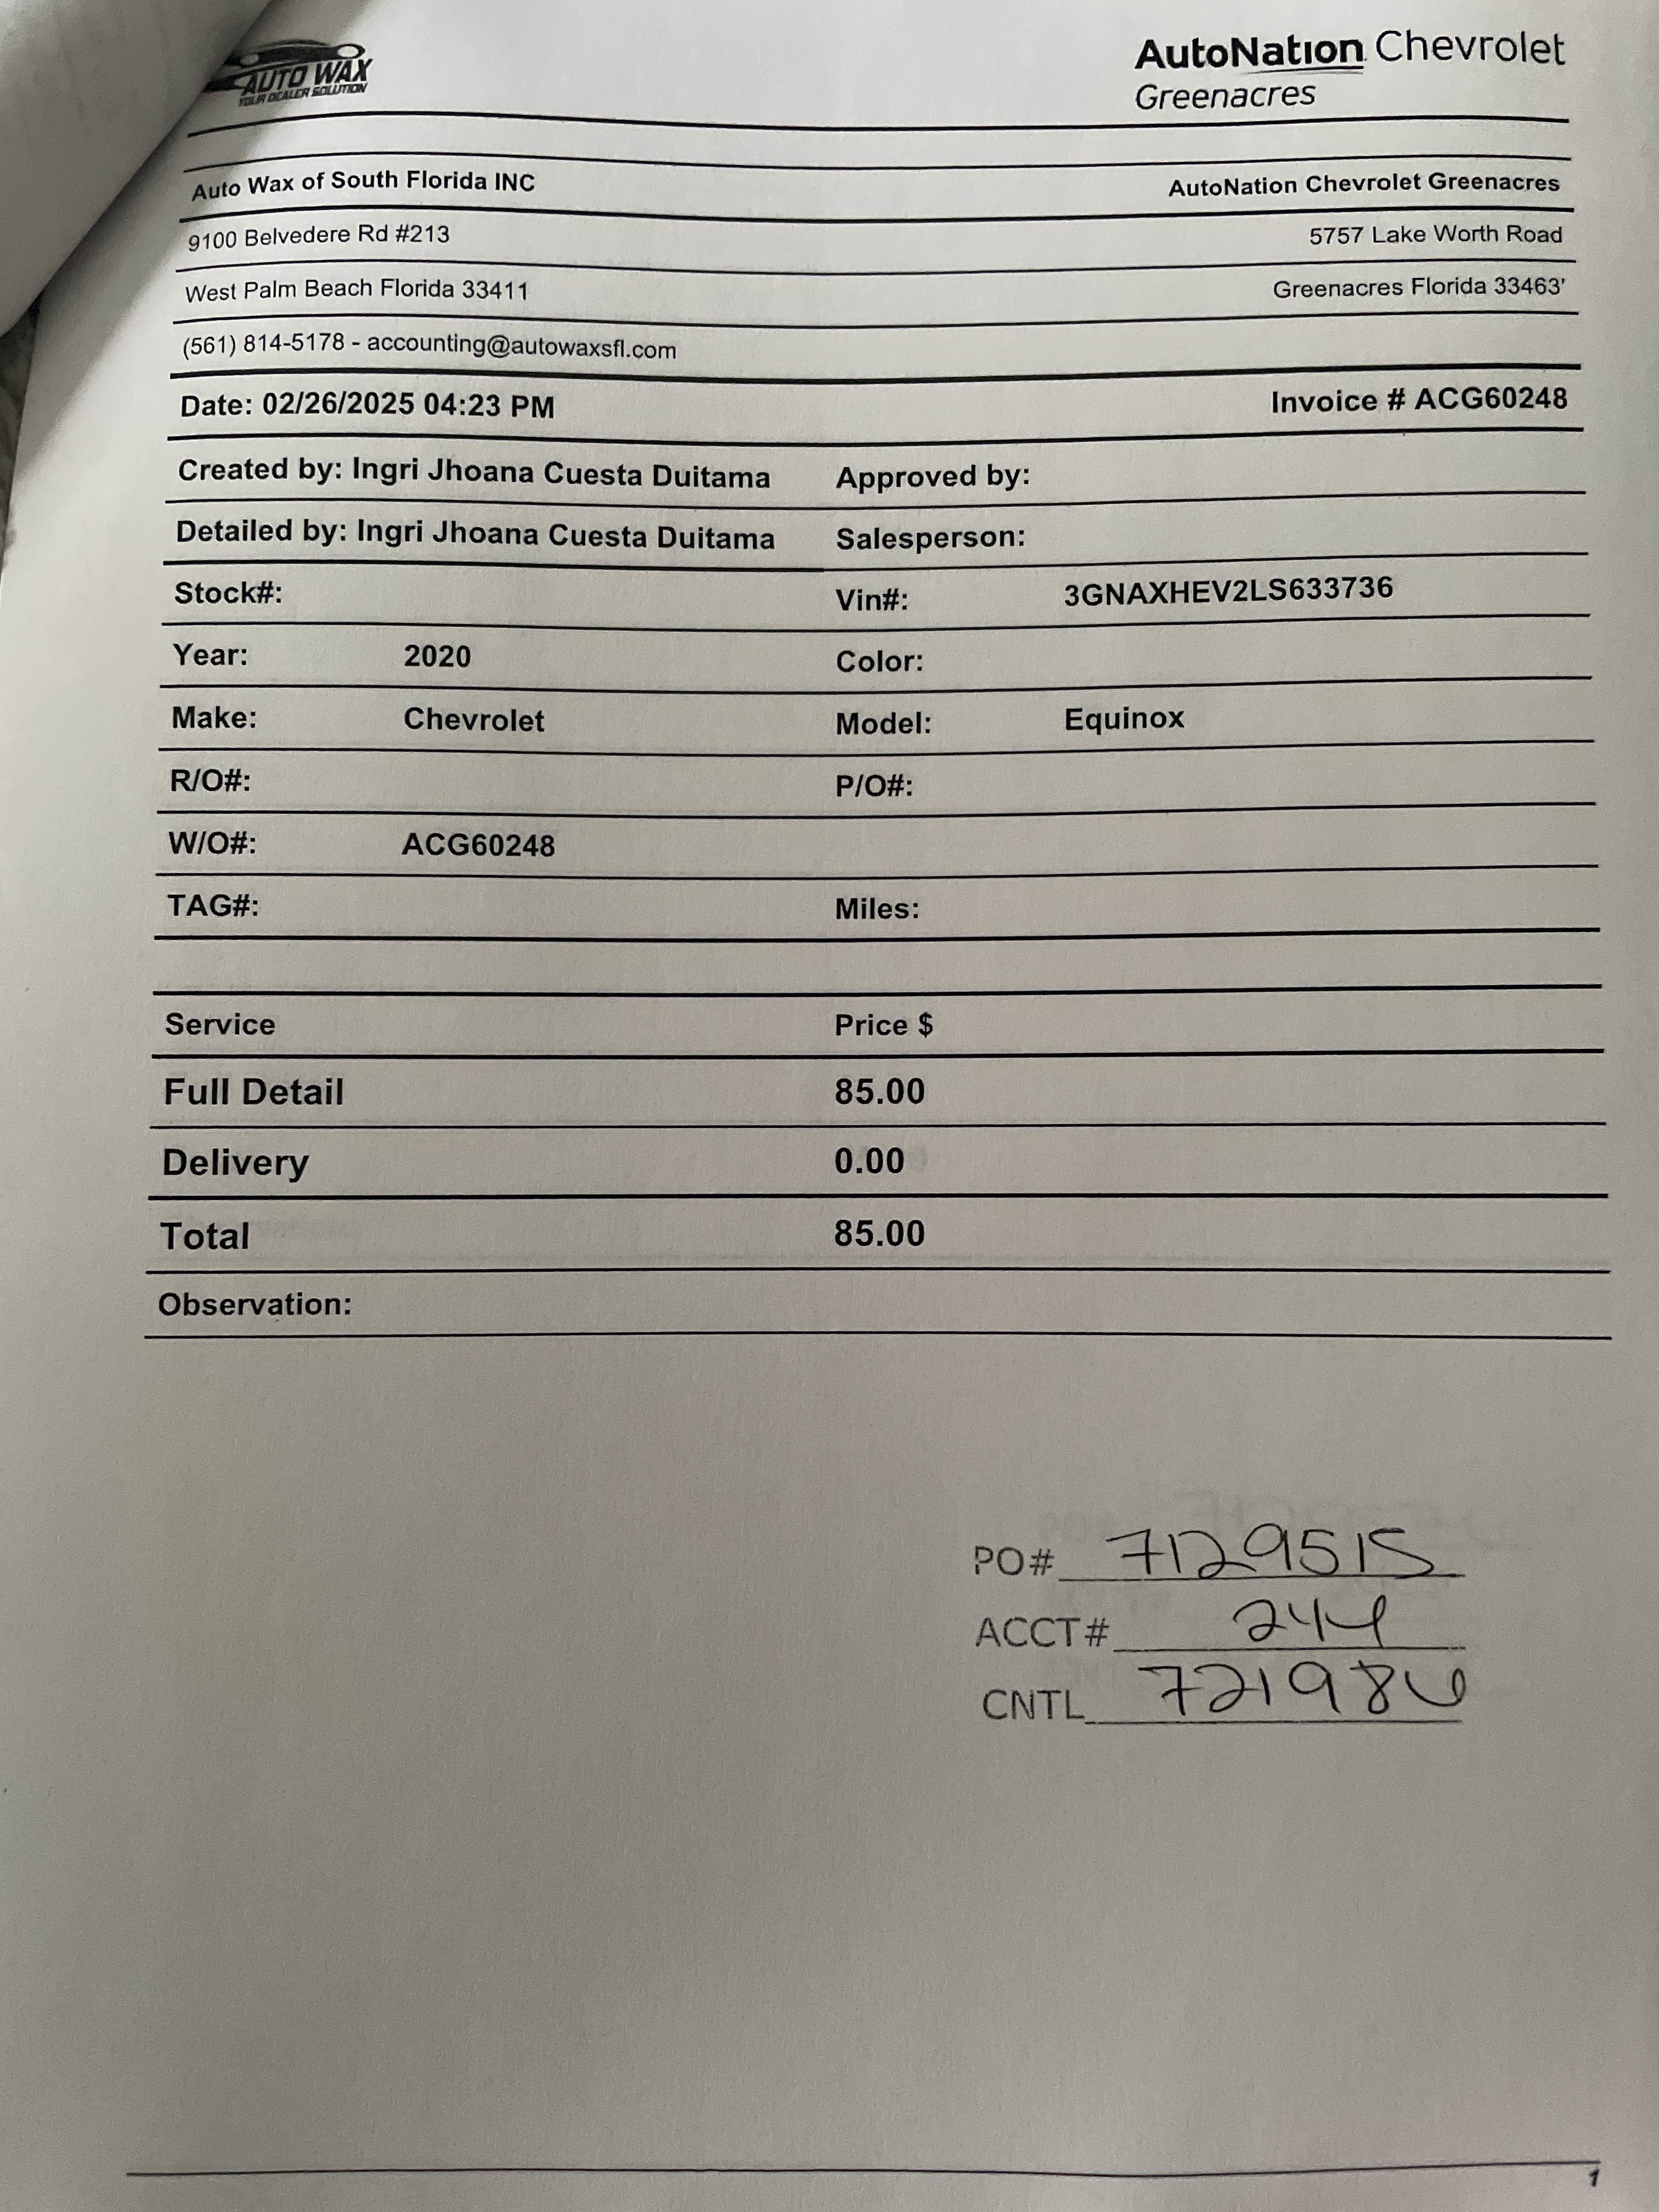 AUTO WAX
YOUR DEALER SOLUTION
AutoNation Chevrolet
Greenacres
Auto Wax of South Florida INC AutoNation Chevrolet Greenacres
9100 Belvedere Rd #213 5757 Lake Worth Road
West Palm Beach Florida 33411 Greenacres Florida 33463'
(561) 814-5178 - accounting@autowaxsfl.com
Date: 02/26/2025 04:23 PM Invoice # ACG60248
Created by: Ingri Jhoana Cuesta Duitama Approved by:
Detailed by: Ingri Jhoana Cuesta Duitama Salesperson:
Stock#: Vin#: 3GNAXHEV2LS633736
Year: 2020 Color:
Make: Chevrolet Model: Equinox
R/O#: P/O#:
W/O#: ACG60248
TAG#: Miles:
Service Price $
Full Detail 85.00
Delivery 0.00
Total 85.00
Observation:
PO# 7129515
ACCT# 244
CNTL 721986
1